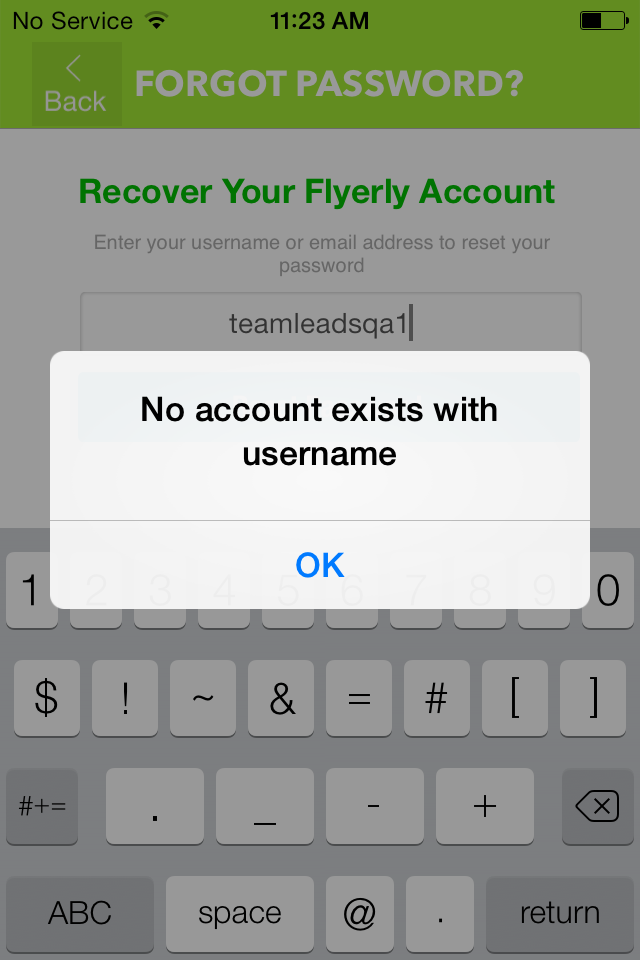 No Service 11:23 AM
Back FORGOT PASSWORD?
Recover Your Flyerly Account
Enter your username or email address to reset your
password
teamleadsqa1
No account exists with
username
OK
1 2 3 4 5 6 7 8 9 0
$ ! ~ & = # [ ]
#+= . _ - +
ABC space @ . return